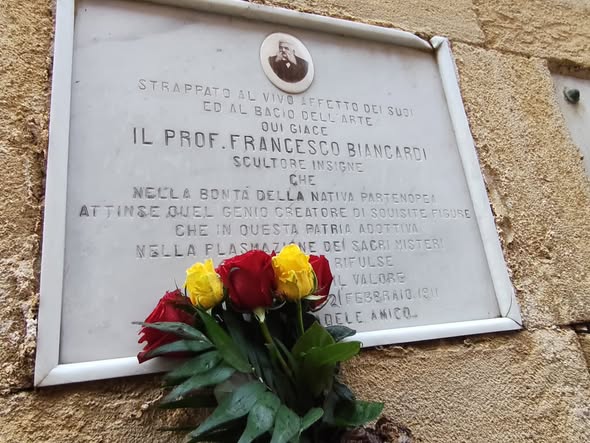 STRAPPATO AL VIVO AFFETTO DEI SUOI
ED AL BACIO DELL'ARTE
QUI GIACE
IL PROF. FRANCESCO BIANGARDI
SCULTORE INSIGNE
CHE
NELLA BONTÀ DELLA NATIVA PARTENOPEA
ATTINSE QUEL GENIO CREATORE DI SQUISITE FIGURE
CHE IN QUESTA PATRIA ADOTTIVA
NELLA PLASMAZIONE DEI SACRI MISTERI
RIFULSE
IL VALORE
FEBBRAIO 1911
AMICO